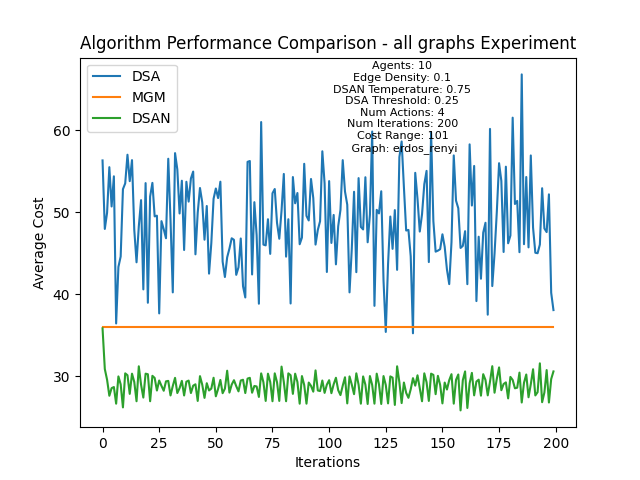 Algorithm Performance Comparison - all graphs Experiment
DSA
MGM
DSAN
Agents: 10
Edge Density: 0.1
DSAN Temperature: 0.75
DSA Threshold: 0.25
Num Actions: 4
Num Iterations: 200
Cost Range: 101
Graph: erdos_renyi
Average Cost
60
50
40
30
0
25
50
75
100
125
150
175
200
Iterations